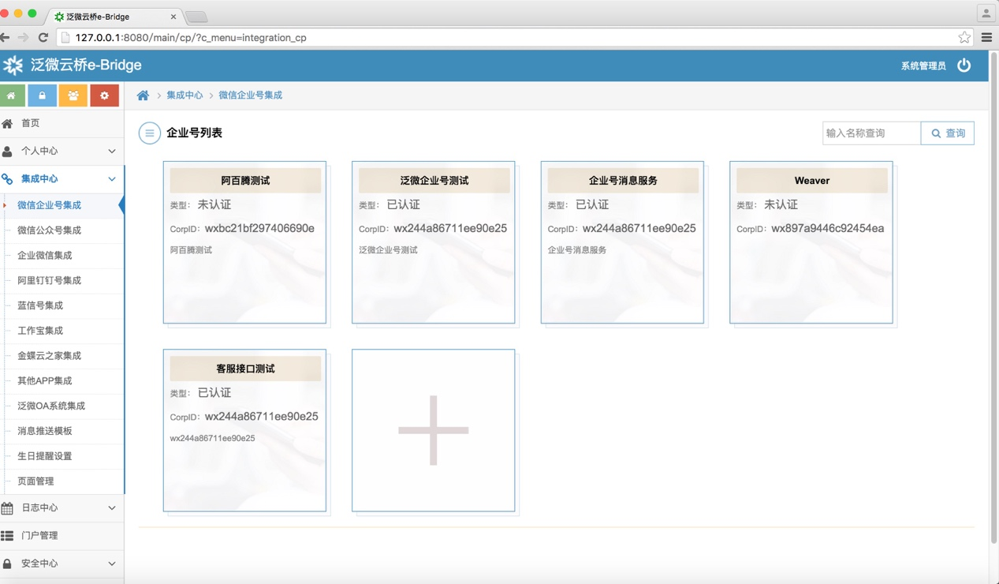 泛微云桥e-Bridge
127.0.0.1:8080/main/cp/?c_menu=integration_cp
泛微云桥e-Bridge
系统管理员
集成中心
微信企业号集成
首页
个人中心
集成中心
微信企业号集成
微信公众号集成
企业微信集成
阿里钉钉号集成
蓝信号集成
工作宝集成
金蝶云之家集成
其他APP集成
泛微OA系统集成
消息推送模板
生日提醒设置
页面管理
日志中心
门户管理
安全中心
企业号列表
输入名称查询
查询
阿百腾测试
类型: 未认证
CorpID: wxbc21bf297406690e
阿百腾测试
泛微企业号测试
类型: 已认证
CorpID: wx244a86711ee90e25
泛微企业号测试
企业号消息服务
类型: 已认证
CorpID: wx244a86711ee90e25
企业号消息服务
Weaver
类型: 未认证
CorpID: wx897a9446c92454ea
客服接口测试
类型: 已认证
CorpID: wx244a86711ee90e25
wx244a86711ee90e25